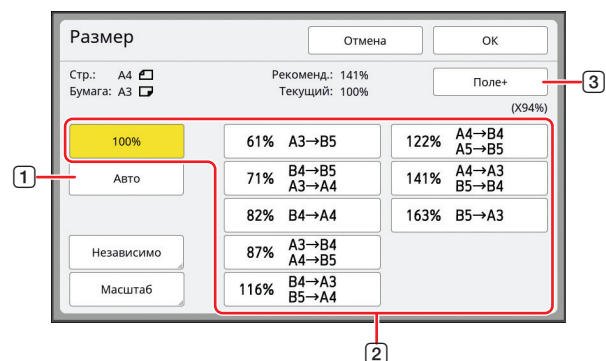 Размер
Отмена
ОК
Стр.: A4
Рекоменд.: 141%
Бумага: A3
Текущий: 100%
Поле+
(X94%)
3
100%
61% A3→B5
122% A4→B4
A5→B5
1
Авто
71% B4→B5
A3→A4
141% A4→A3
B5→B4
82% B4→A4
163% B5→A3
Независимо
87% A3→B4
A4→B5
Масштаб
116% B4→A3
B5→A4
2